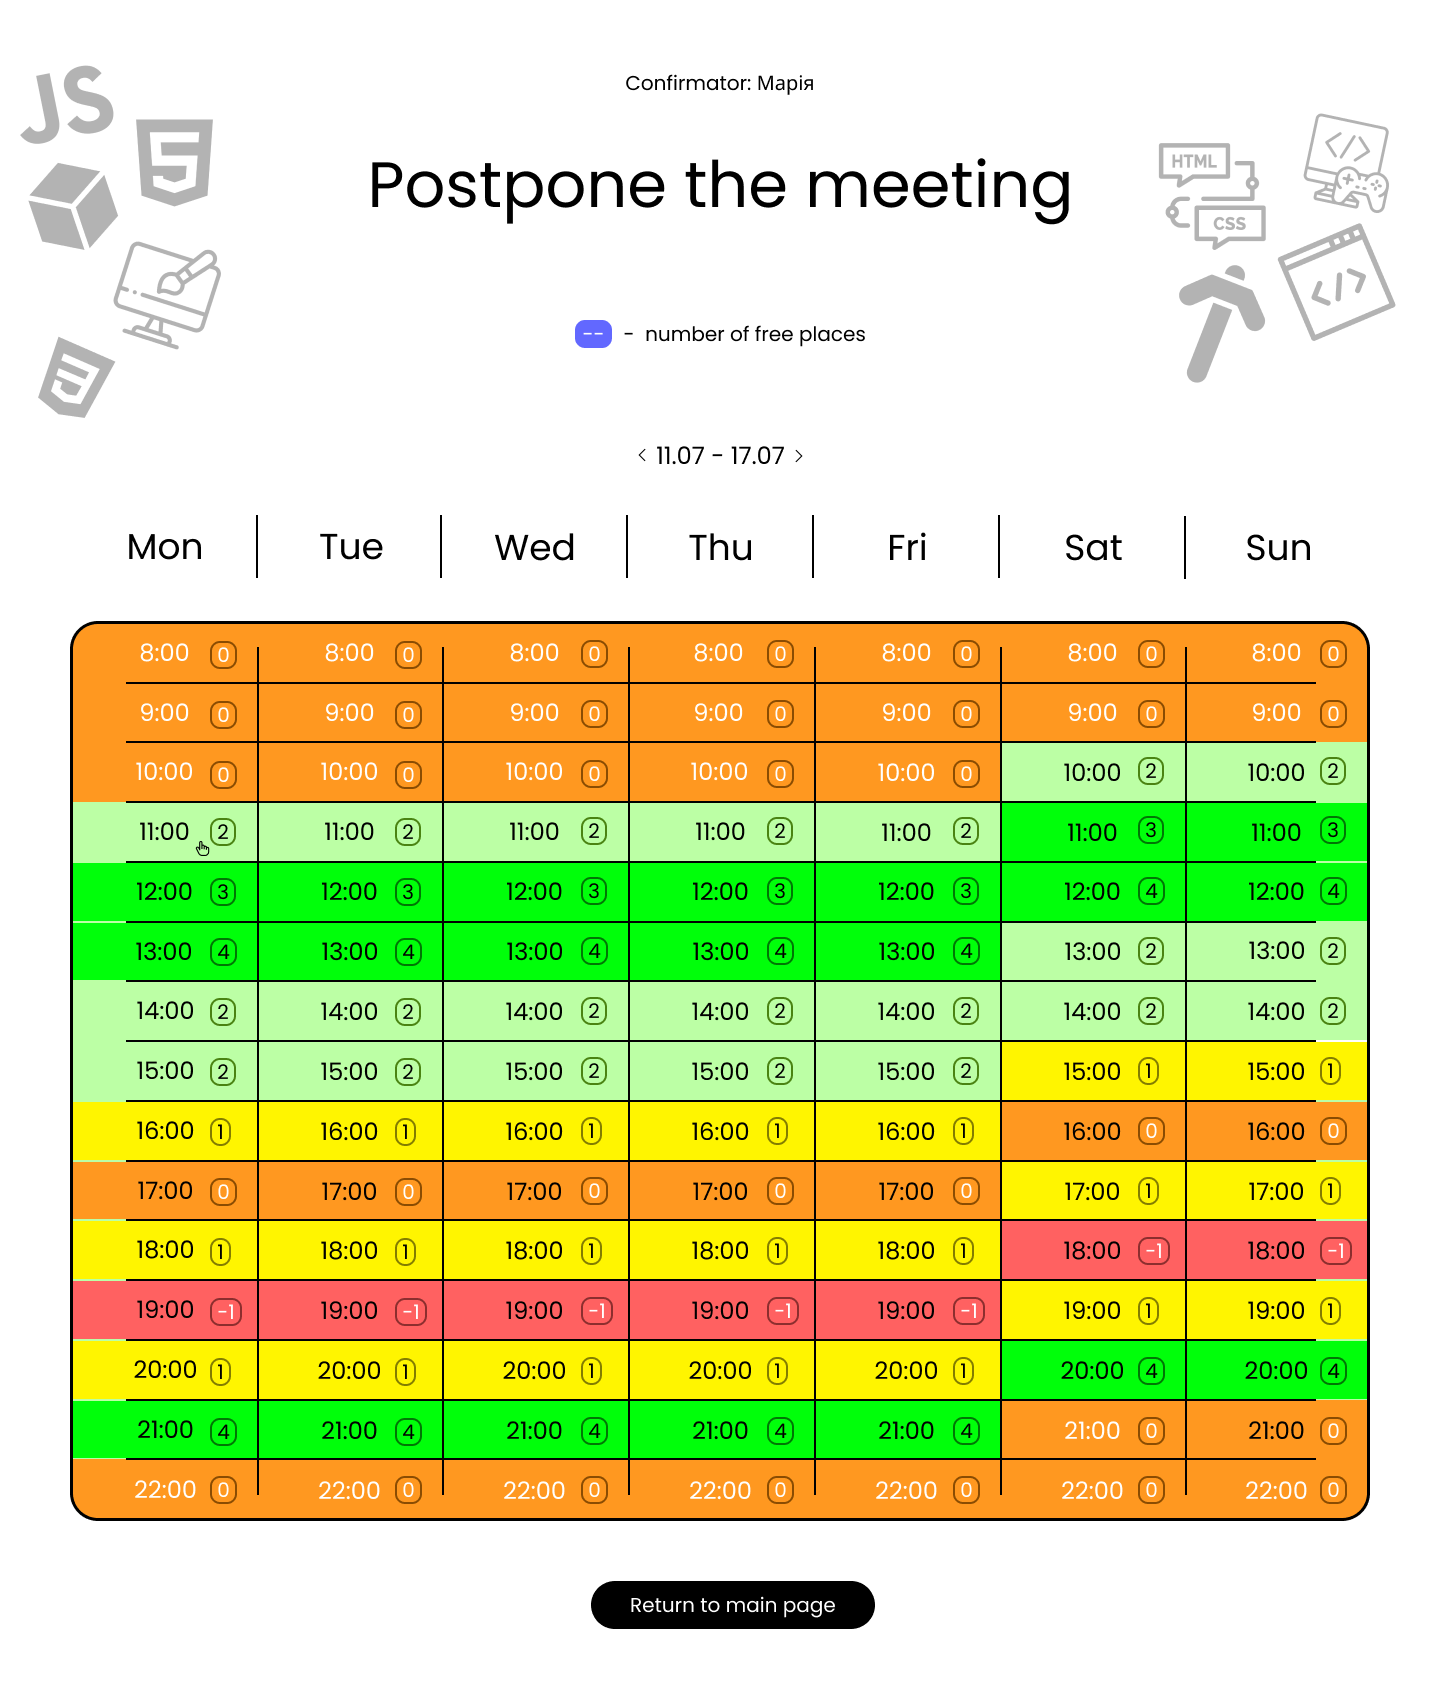 Confirmator: Марія
JS
HTML
CSS
Postpone the meeting
-- - number of free places
< 11.07 - 17.07 >
Mon Tue Wed Thu Fri Sat Sun
8:00 0 8:00 0 8:00 0 8:00 0 8:00 0 8:00 0 8:00 0
9:00 0 9:00 0 9:00 0 9:00 0 9:00 0 9:00 0 9:00 0
10:00 0 10:00 0 10:00 0 10:00 0 10:00 0 10:00 2 10:00 2
11:00 2 11:00 2 11:00 2 11:00 2 11:00 2 11:00 3 11:00 3
12:00 3 12:00 3 12:00 3 12:00 3 12:00 3 12:00 4 12:00 4
13:00 4 13:00 4 13:00 4 13:00 4 13:00 4 13:00 2 13:00 2
14:00 2 14:00 2 14:00 2 14:00 2 14:00 2 14:00 2 14:00 2
15:00 2 15:00 2 15:00 2 15:00 2 15:00 2 15:00 1 15:00 1
16:00 1 16:00 1 16:00 1 16:00 1 16:00 1 16:00 0 16:00 0
17:00 0 17:00 0 17:00 0 17:00 0 17:00 0 17:00 1 17:00 1
18:00 1 18:00 1 18:00 1 18:00 1 18:00 1 18:00 -1 18:00 -1
19:00 -1 19:00 -1 19:00 -1 19:00 -1 19:00 -1 19:00 1 19:00 1
20:00 1 20:00 1 20:00 1 20:00 1 20:00 1 20:00 4 20:00 4
21:00 4 21:00 4 21:00 4 21:00 4 21:00 4 21:00 0 21:00 0
22:00 0 22:00 0 22:00 0 22:00 0 22:00 0 22:00 0 22:00 0
Return to main page